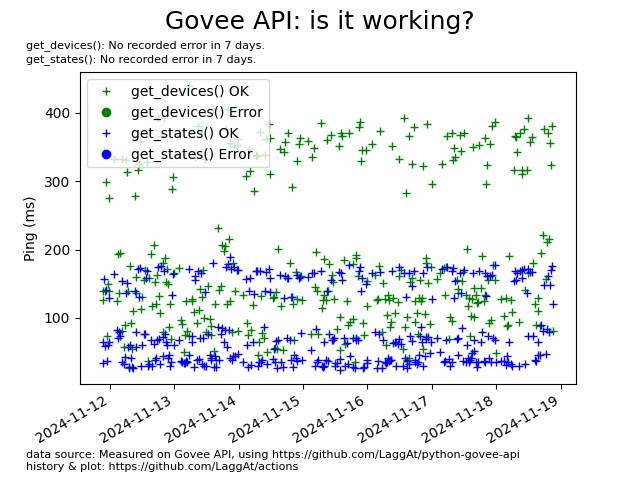 Govee API: is it working?
get_devices(): No recorded error in 7 days.
get_states(): No recorded error in 7 days.
get_devices() OK
get_devices() Error
get_states() OK
get_states() Error
Ping (ms)
400
300
200
100
2024-11-12
2024-11-13
2024-11-14
2024-11-15
2024-11-16
2024-11-17
2024-11-18
2024-11-19
data source: Measured on Govee API, using https://github.com/LaggAt/python-govee-api
history & plot: https://github.com/LaggAt/actions